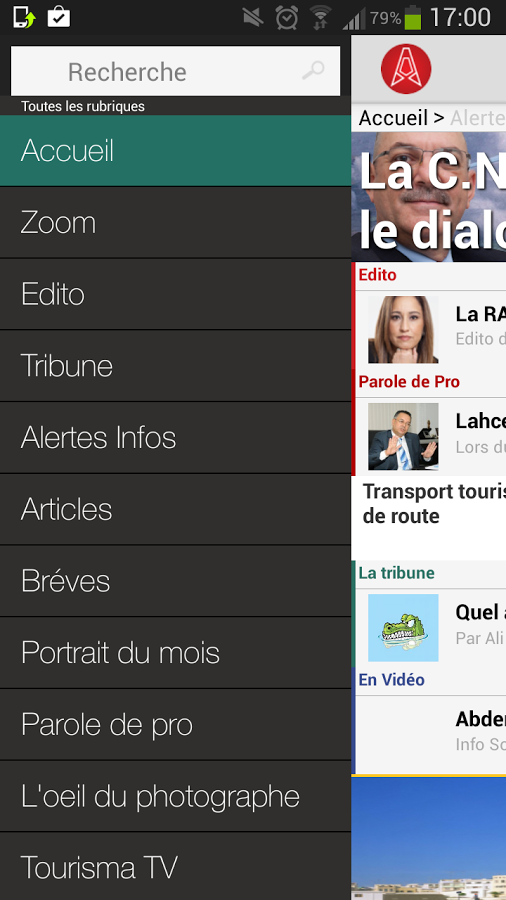 79% 17:00
Recherche
Toutes les rubriques
Accueil
Zoom
Edito
Tribune
Alertes Infos
Articles
Bréves
Portrait du mois
Parole de pro
L'oeil du photographe
Tourisma TV
Accueil > Alerte
La C.N
le dialo
Edito
La RA
Edito d
Parole de Pro
Lahce
Lors du
Transport touris
de route
La tribune
Quel a
Par Ali
En Vidéo
Abder
Info So